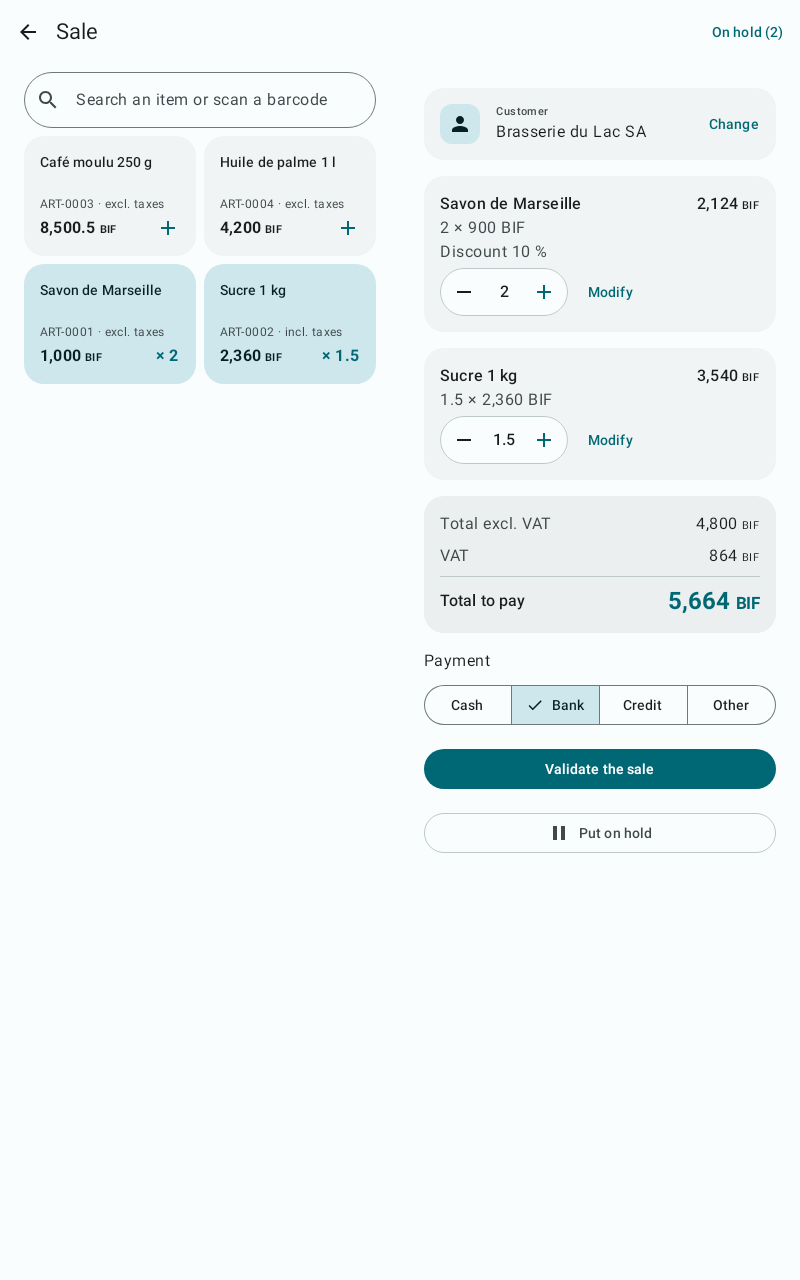 Sale
On hold (2)
Search an item or scan a barcode
Café moulu 250 g
ART-0003 · excl. taxes
8,500.5 BIF
Huile de palme 1 l
ART-0004 · excl. taxes
4,200 BIF
Savon de Marseille
ART-0001 · excl. taxes
1,000 BIF × 2
Sucre 1 kg
ART-0002 · incl. taxes
2,360 BIF × 1.5
Customer
Brasserie du Lac SA
Change
Savon de Marseille 2,124 BIF
2 × 900 BIF
Discount 10 %
2 Modify
Sucre 1 kg 3,540 BIF
1.5 × 2,360 BIF
1.5 Modify
Total excl. VAT 4,800 BIF
VAT 864 BIF
Total to pay 5,664 BIF
Payment
Cash Bank Credit Other
Validate the sale
Put on hold